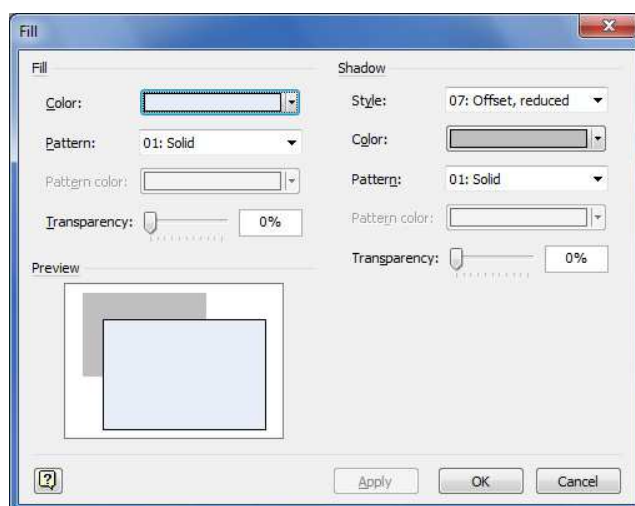 Fill
Fill
Color:
Pattern: 01: Solid
Pattern color:
Transparency: 0%
Preview
Shadow
Style: 07: Offset, reduced
Color:
Pattern: 01: Solid
Pattern color:
Transparency: 0%
?
Apply OK Cancel